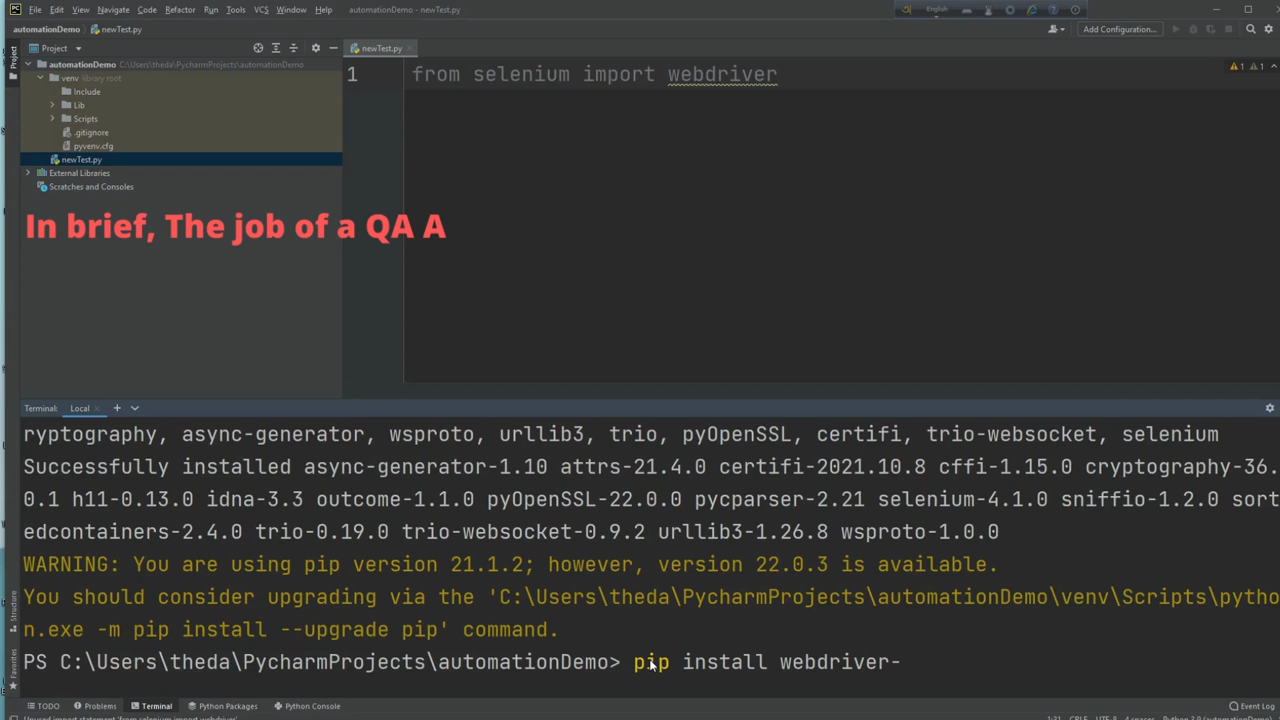 File Edit View Navigate Code Refactor Run Tools VCS Window Help automationDemo - newTest.py English
automationDemo newTest.py Add Configuration...
Project newTest.py
automationDemo C:\Users\theda\PycharmProjects\automationDemo
venv library root
Include
Lib
Scripts
.gitignore
pyvenv.cfg
newTest.py
External Libraries
Scratches and Consoles
1 from selenium import webdriver
1 1
In brief, The job of a QA A
Project
Terminal: Local
ryptography, async-generator, wsproto, urllib3, trio, pyOpenSSL, certifi, trio-websocket, selenium
Successfully installed async-generator-1.10 attrs-21.4.0 certifi-2021.10.8 cffi-1.15.0 cryptography-36.
0.1 h11-0.13.0 idna-3.3 outcome-1.1.0 pyOpenSSL-22.0.0 pycparser-2.21 selenium-4.1.0 sniffio-1.2.0 sort
edcontainers-2.4.0 trio-0.19.0 trio-websocket-0.9.2 urllib3-1.26.8 wsproto-1.0.0
WARNING: You are using pip version 21.1.2; however, version 22.0.3 is available.
You should consider upgrading via the 'C:\Users\theda\PycharmProjects\automationDemo\venv\Scripts\pytho
n.exe -m pip install --upgrade pip' command.
PS C:\Users\theda\PycharmProjects\automationDemo> pip install webdriver-
Structure
Favorites
TODO Problems Terminal Python Packages Python Console Event Log